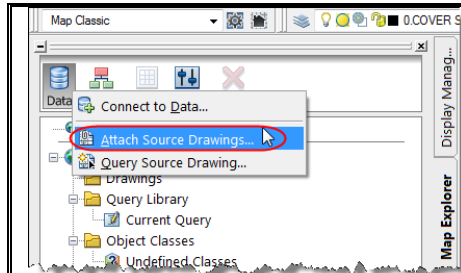 Map Classic
0.COVER S
Data
Connect to Data...
Attach Source Drawings...
Query Source Drawing...
Drawings
Query Library
Current Query
Object Classes
Undefined Classes
Display Manag...
Map Explorer